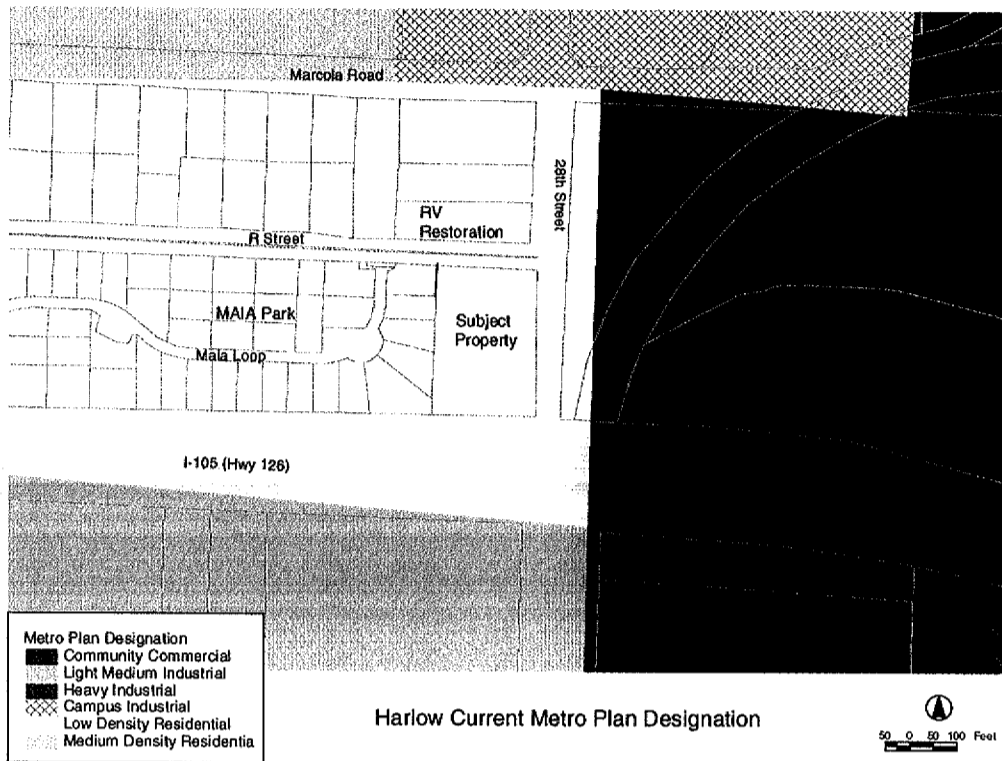 Marcola Road
28th Street
RV
Restoration
R Street
MAIA Park
Subject
Property
Maia Loop
I-105 (Hwy 126)
Metro Plan Designation
Community Commercial
Light Medium Industrial
Heavy Industrial
Campus Industrial
Low Density Residential
Medium Density Residentia
Harlow Current Metro Plan Designation
50 0 50 100 Feet